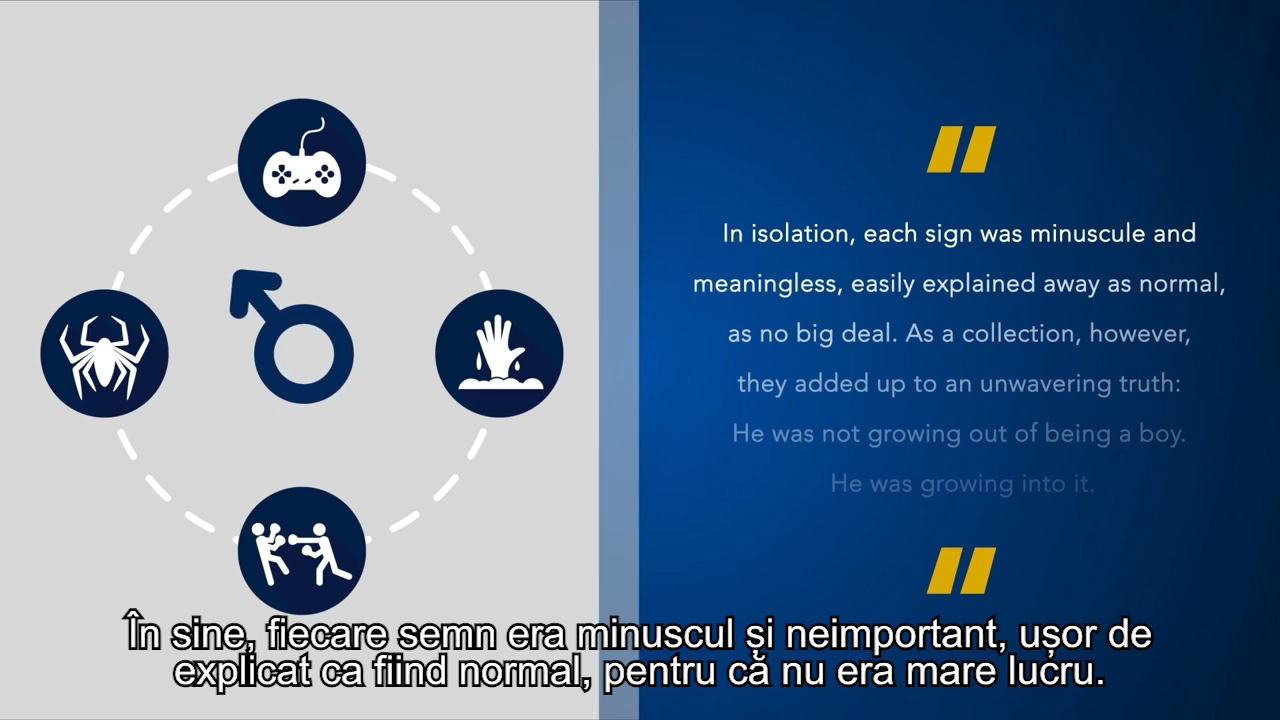 In isolation, each sign was minuscule and
meaningless, easily explained away as normal,
as no big deal. As a collection, however,
they added up to an unwavering truth:
He was not growing out of being a boy.
He was growing into it.
În sine, fiecare semn era minuscul și neimportant, ușor de
explicat ca fiind normal, pentru că nu era mare lucru.